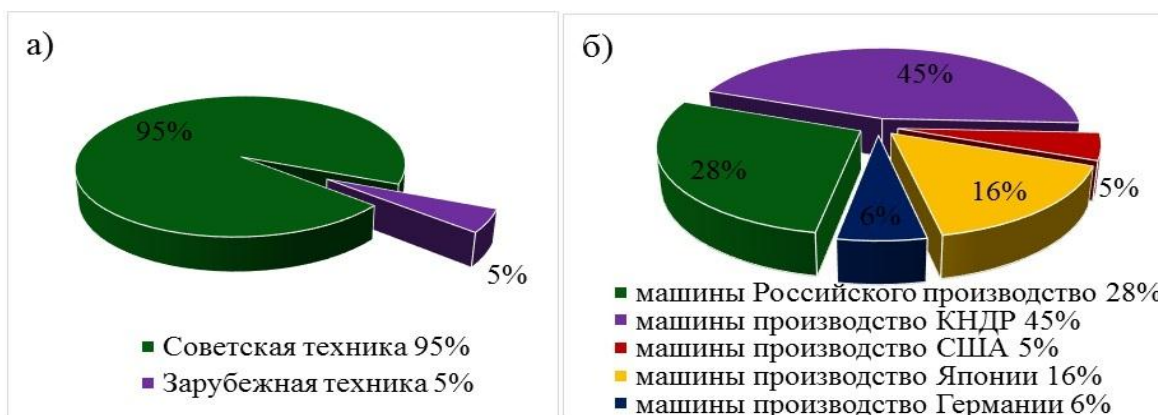 а)
95%
5%
Советская техника 95%
Зарубежная техника 5%
б)
45%
28%
5%
16%
6%
машины Российского производство 28%
машины производство КНДР 45%
машины производство США 5%
машины производство Японии 16%
машины производство Германии 6%